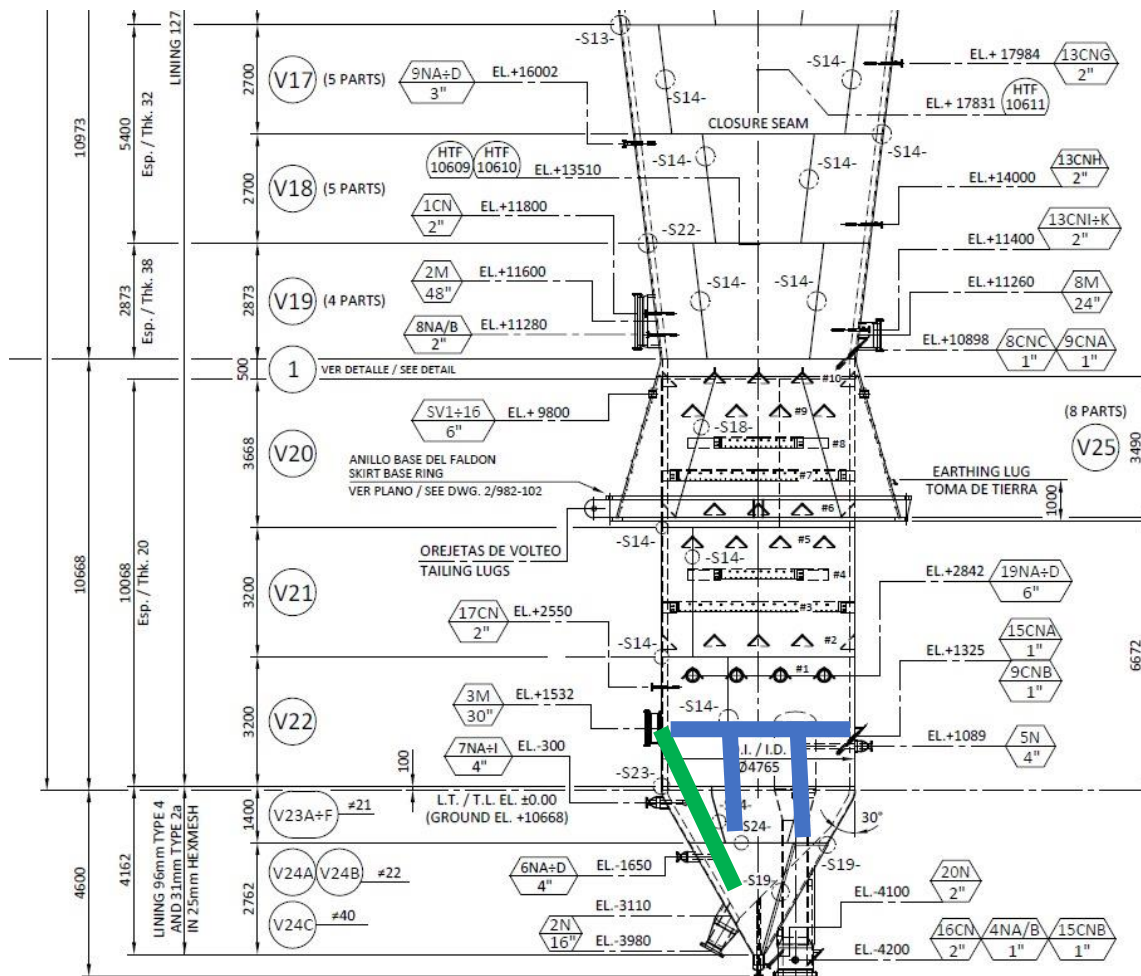 LINING 127
10973
5400
Esp. / Thk. 32
2700
V17
(5 PARTS)
9NA÷D
3"
EL.+16002
-S13-
-S14-
-S14-
EL.+ 17984
13CNG
2"
HTF
10611
EL.+ 17831
CLOSURE SEAM
2700
V18
(5 PARTS)
HTF
10609
HTF
10610
EL.+13510
-S14-
-S14-
-S14-
13CNH
2"
EL.+14000
1CN
2"
EL.+11800
-S22-
13CNI÷K
2"
EL.+11400
2873
Esp. / Thk. 38
2873
V19
(4 PARTS)
2M
48"
EL.+11600
8NA/B
2"
EL.+11280
-S14-
-S14-
EL.+11260
8M
24"
EL.+10898
8CNC
1"
9CNA
1"
500
1
VER DETALLE / SEE DETAIL
#10
SV1÷16
6"
EL.+ 9800
#9
-S18-
#8
(8 PARTS)
V25
3490
3668
V20
ANILLO BASE DEL FALDON
SKIRT BASE RING
VER PLANO / SEE DWG. 2/982-102
#7
EARTHING LUG
TOMA DE TIERRA
1000
#6
10668
10068
Esp. / Thk. 20
OREJETAS DE VOLTEO
TAILING LUGS
-S14-
#5
-S14-
#4
EL.+2842
19NA÷D
6"
3200
V21
#3
17CN
2"
EL.+2550
-S14-
#2
15CNA
1"
EL.+1325
9CNB
1"
6672
#1
3200
V22
3M
30"
EL.+1532
-S14-
7NA÷I
4"
EL.-300
.I. / I.D.
Ø4765
EL.+1089
5N
4"
100
-S23-
L.T. / T.L. EL. ±0.00
(GROUND EL. +10668)
1400
V23A÷F
≠21
-S24-
30°
4600
4162
LINING 96mm TYPE 4
AND 31mm TYPE 2a
IN 25mm HEXMESH
2762
V24A
V24B
≠22
V24C
≠40
6NA÷D
4"
EL.-1650
-S19-
-S19-
EL.-3110
2N
16"
EL.-3980
EL.-4100
20N
2"
EL.-4200
16CN
2"
4NA/B
1"
15CNB
1"